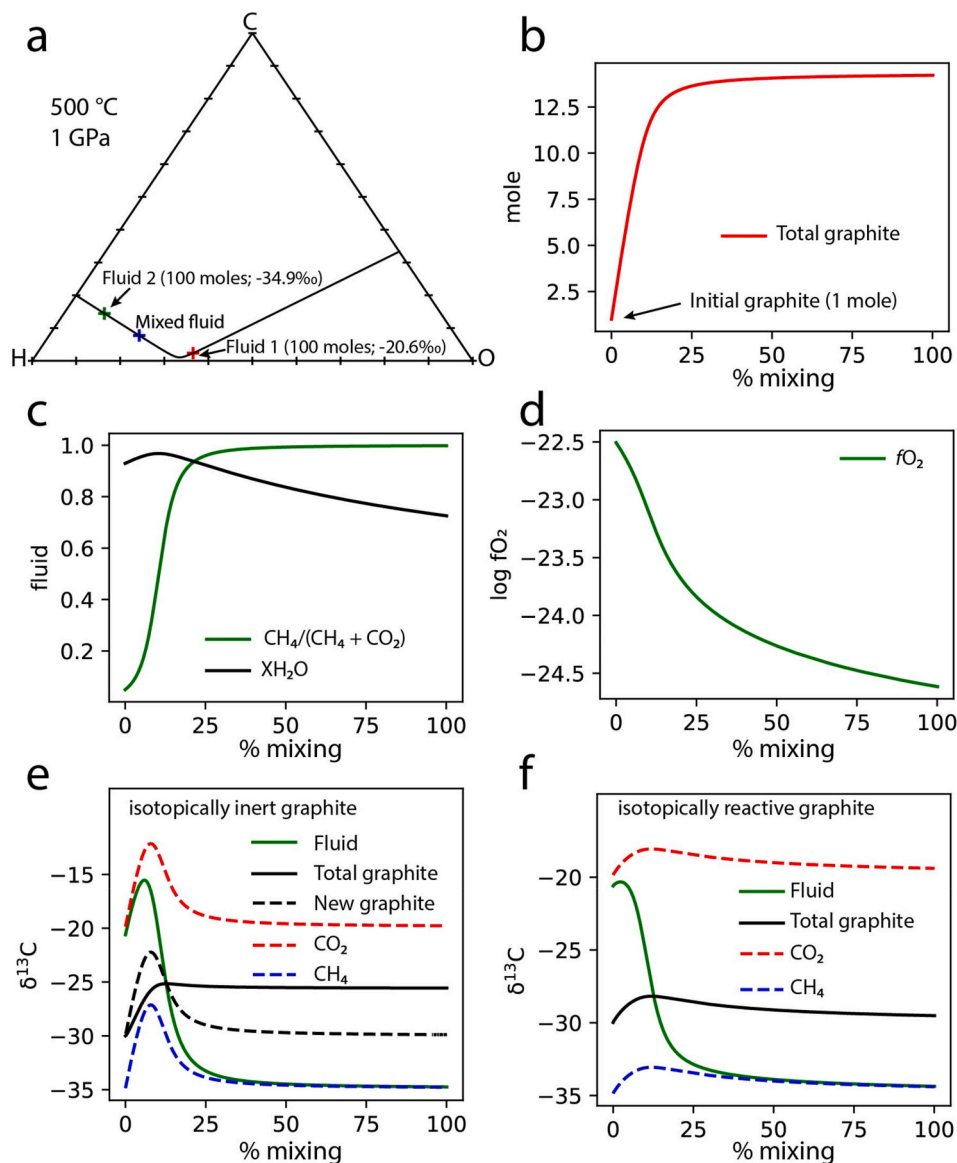 a
C
500 °C
1 GPa
Fluid 2 (100 moles; -34.9‰)
Mixed fluid
Fluid 1 (100 moles; -20.6‰)
H
O
b
mole
12.5
10.0
7.5
5.0
2.5
Total graphite
Initial graphite (1 mole)
0 25 50 75 100
% mixing
c
fluid
1.0
0.8
0.6
0.4
0.2
CH₄/(CH₄ + CO₂)
XH₂O
0 25 50 75 100
% mixing
d
log fO₂
−22.5
−23.0
−23.5
−24.0
−24.5
fO₂
0 25 50 75 100
% mixing
e
isotopically inert graphite
δ¹³C
−15
−20
−25
−30
−35
Fluid
Total graphite
New graphite
CO₂
CH₄
0 25 50 75 100
% mixing
f
isotopically reactive graphite
δ¹³C
−20
−25
−30
−35
Fluid
Total graphite
CO₂
CH₄
0 25 50 75 100
% mixing